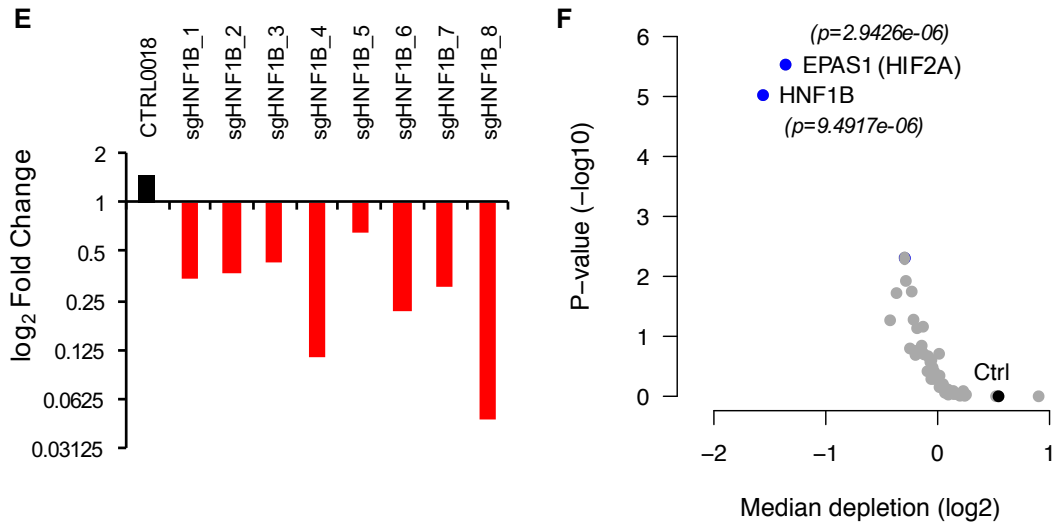 E
CTRL0018
sgHNF1B_1
sgHNF1B_2
sgHNF1B_3
sgHNF1B_4
sgHNF1B_5
sgHNF1B_6
sgHNF1B_7
sgHNF1B_8
log2 Fold Change
2
1
0.5
0.25
0.125
0.0625
0.03125
F
(p=2.9426e-06)
EPAS1 (HIF2A)
HNF1B
(p=9.4917e-06)
Ctrl
P−value (−log10)
6
5
4
3
2
1
0
−2
−1
0
1
Median depletion (log2)